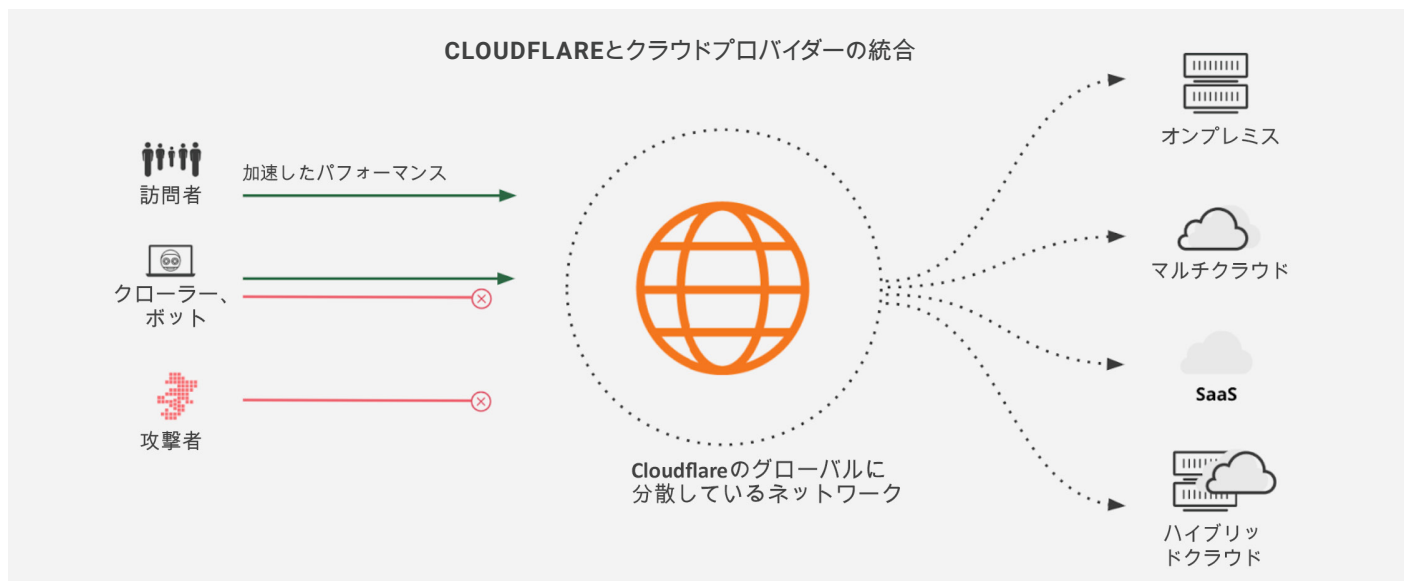 CLOUDFLAREとクラウドプロバイダーの統合
訪問者
加速したパフォーマンス
クローラー、
ボット
攻撃者
Cloudflareのグローバルに
分散しているネットワーク
オンプレミス
マルチクラウド
SaaS
ハイブリッ
ドクラウド